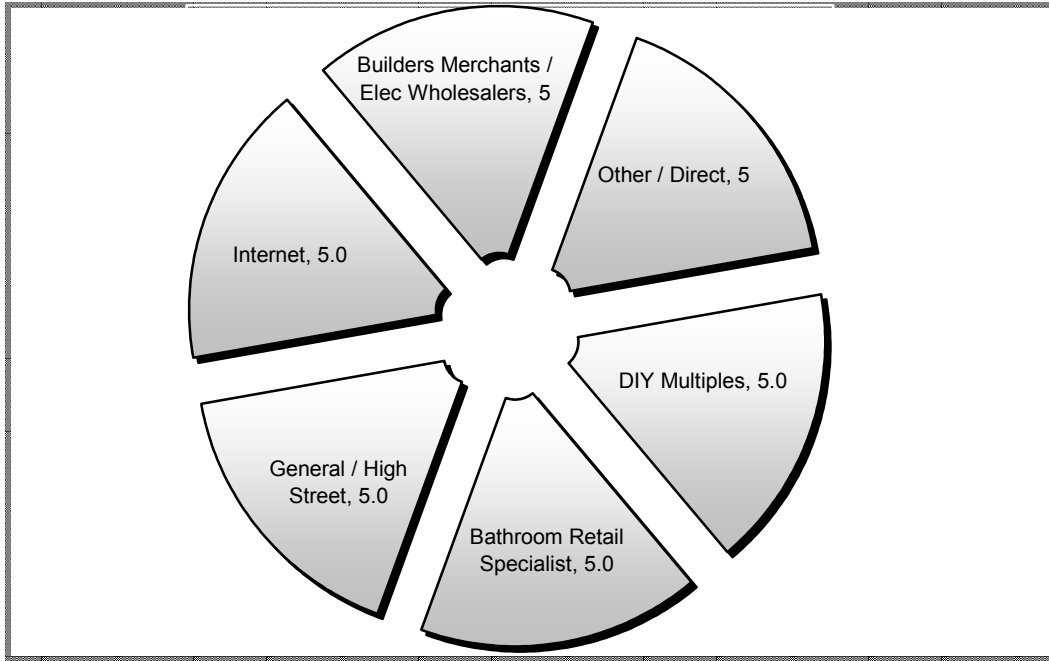 Builders Merchants /
Elec Wholesalers, 5
Other / Direct, 5
Internet, 5.0
DIY Multiples, 5.0
General / High
Street, 5.0
Bathroom Retail
Specialist, 5.0